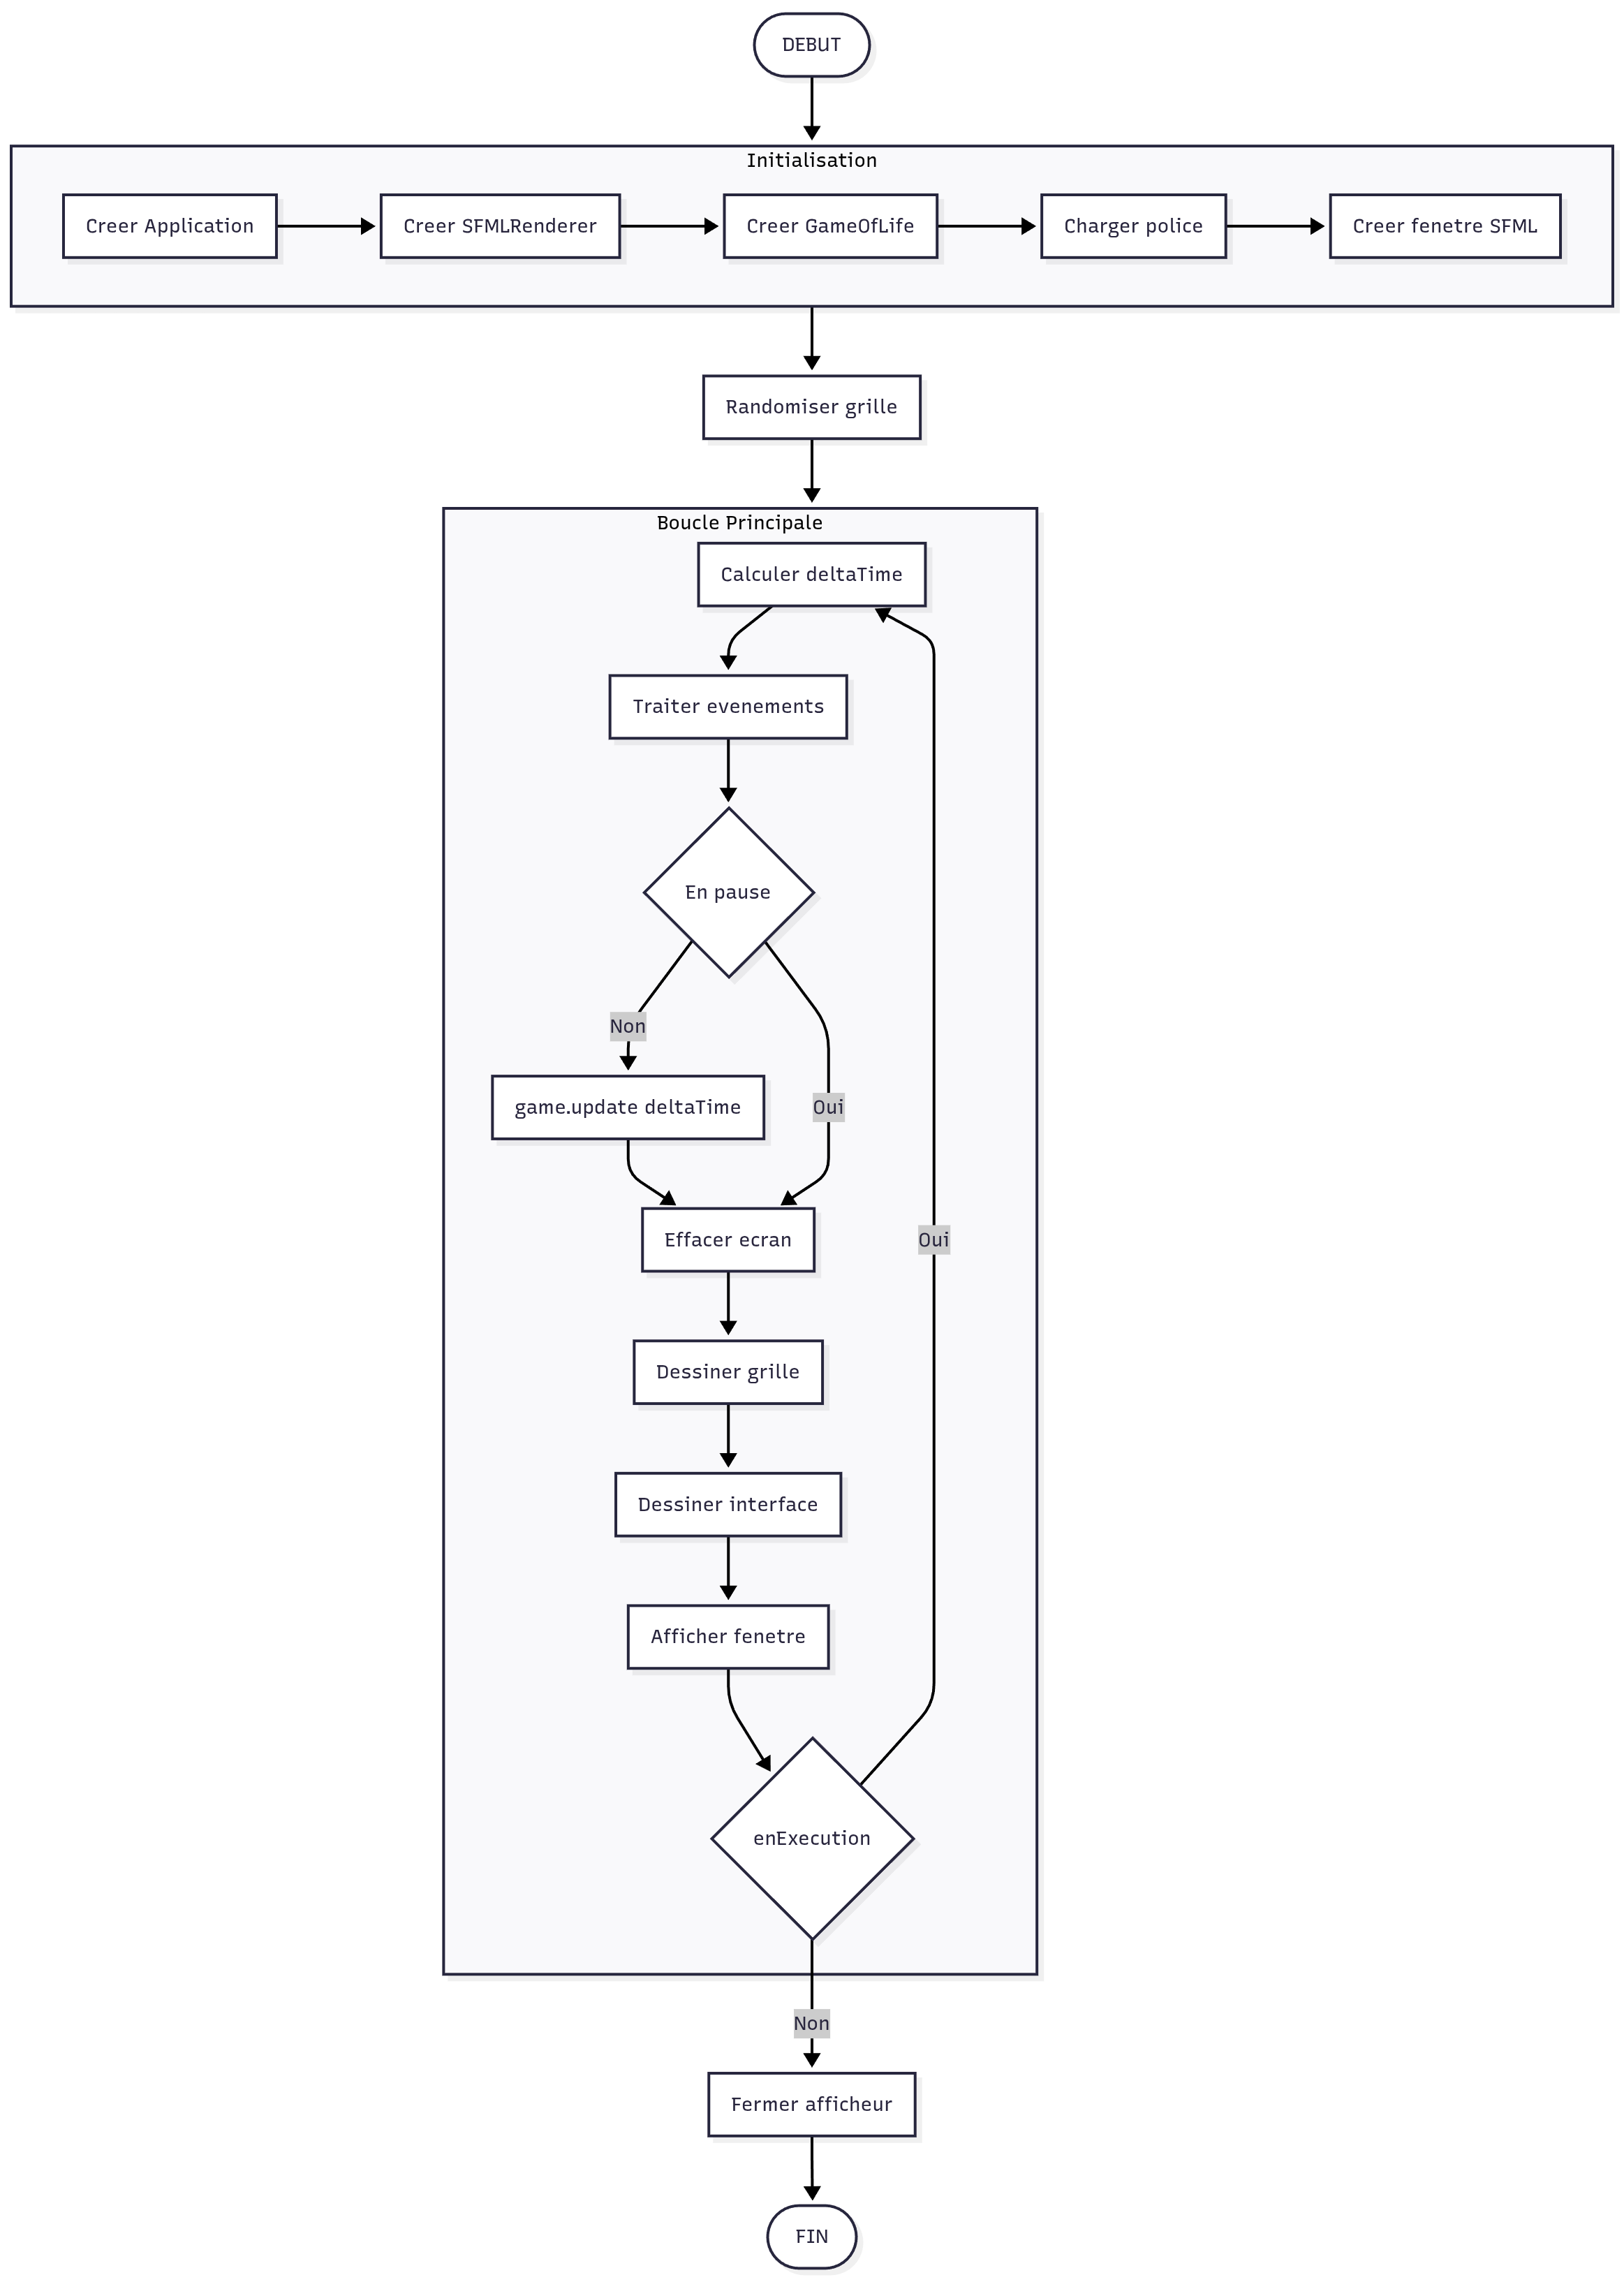 DEBUT
Initialisation
Creer Application
Creer SFMLRenderer
Creer GameOfLife
Charger police
Creer fenetre SFML
Randomiser grille
Boucle Principale
Calculer deltaTime
Traiter evenements
En pause
Non
game.update deltaTime
Oui
Effacer ecran
Oui
Dessiner grille
Dessiner interface
Afficher fenetre
enExecution
Non
Fermer afficheur
FIN